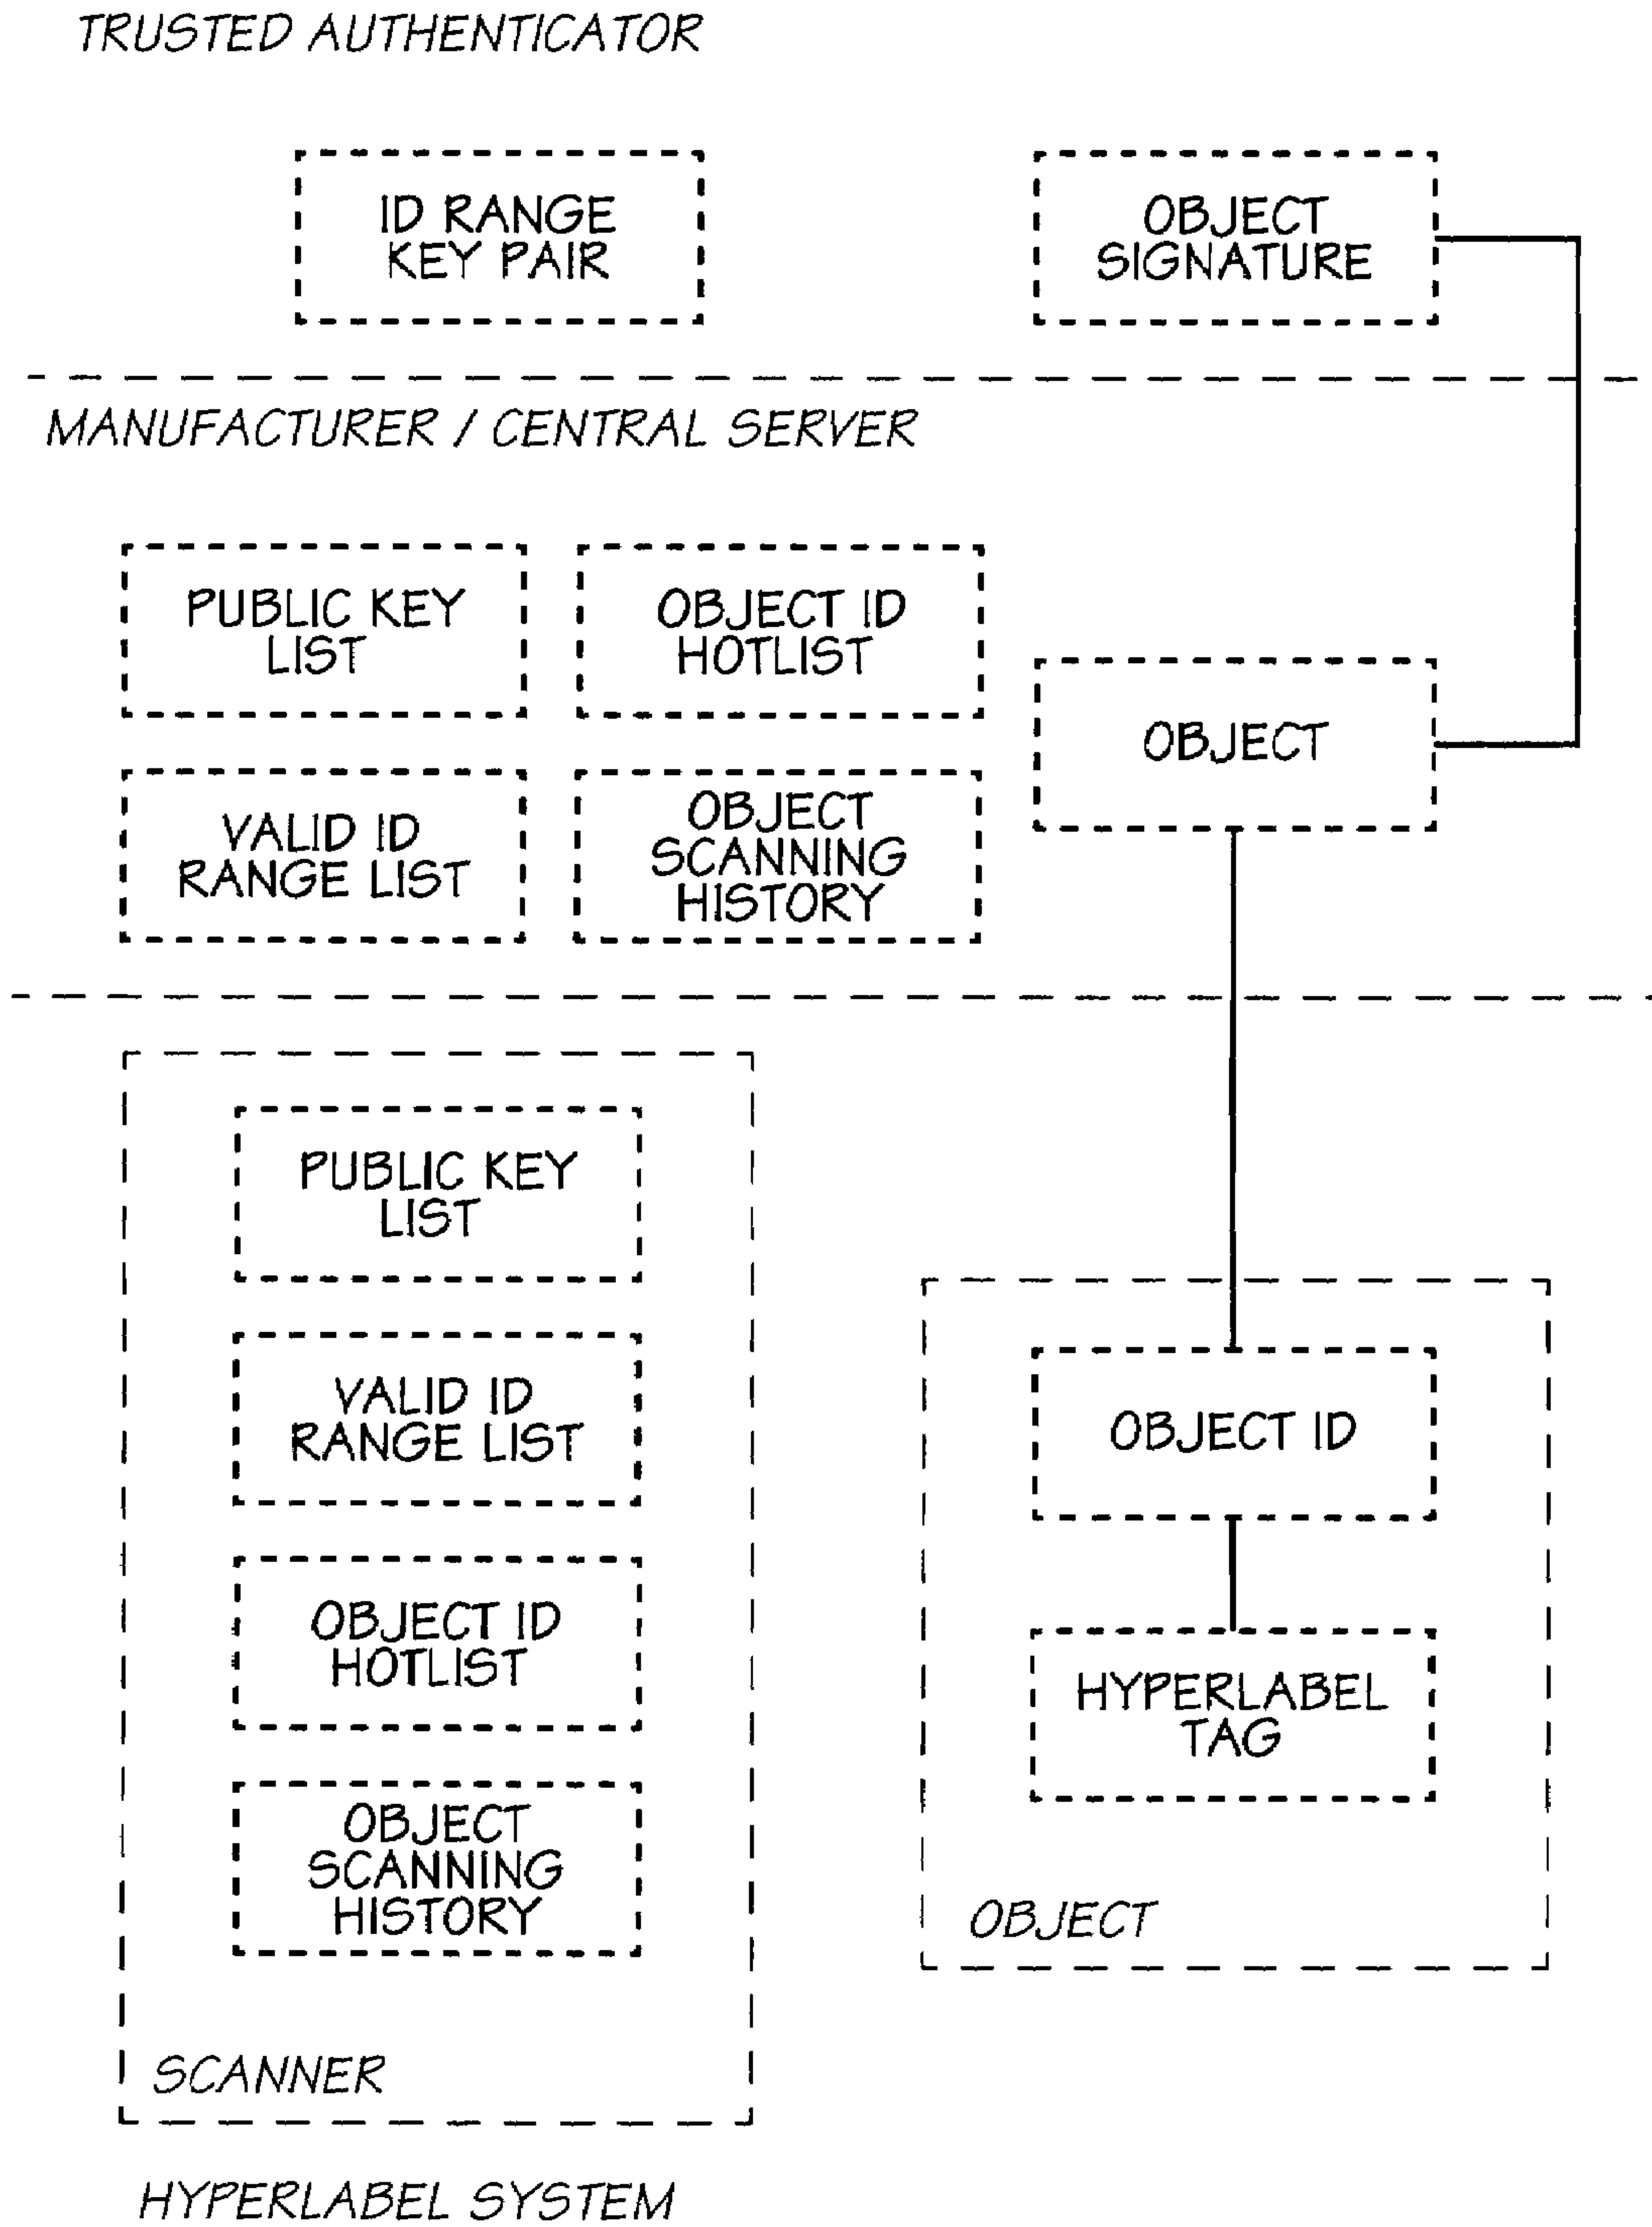 TRUSTED AUTHENTICATOR
ID RANGE
KEY PAIR
OBJECT
SIGNATURE
MANUFACTURER / CENTRAL SERVER
PUBLIC KEY
LIST
OBJECT ID
HOTLIST
OBJECT
VALID ID
RANGE LIST
OBJECT
SCANNING
HISTORY
PUBLIC KEY
LIST
VALID ID
RANGE LIST
OBJECT ID
HOTLIST
OBJECT
SCANNING
HISTORY
SCANNER
OBJECT ID
HYPERLABEL
TAG
OBJECT
HYPERLABEL SYSTEM